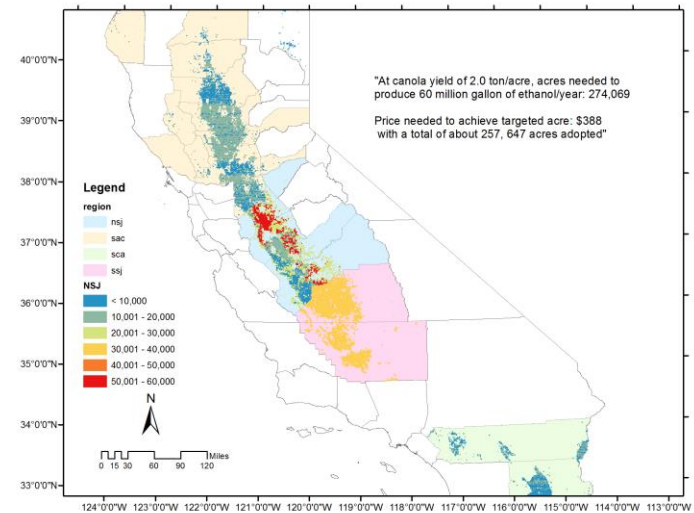 "At canola yield of 2.0 ton/acre, acres needed to
produce 60 million gallon of ethanol/year: 274,069
Price needed to achieve targeted acre: $388
with a total of about 257, 647 acres adopted"
40°0'0"N
39°0'0"N
38°0'0"N
37°0'0"N
36°0'0"N
35°0'0"N
34°0'0"N
33°0'0"N
Legend
region
nsj
sac
sca
ssj
NSJ
< 10,000
10,001 - 20,000
20,001 - 30,000
30,001 - 40,000
40,001 - 50,000
50,001 - 60,000
N
0 15 30 60 90 120
Miles
124°0'0"W 123°0'0"W 122°0'0"W 121°0'0"W 120°0'0"W 119°0'0"W 118°0'0"W 117°0'0"W 116°0'0"W 115°0'0"W 114°0'0"W 113°0'0"W